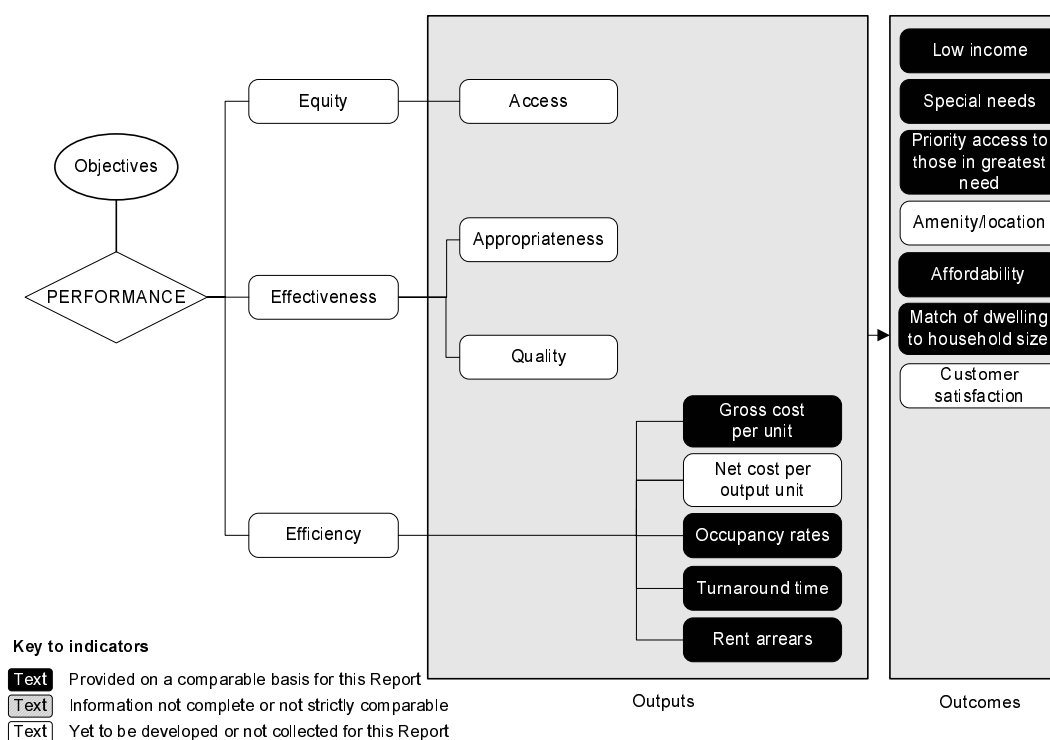 Objectives
PERFORMANCE
Equity
Effectiveness
Efficiency
Access
Appropriateness
Quality
Gross cost
per unit
Net cost per
output unit
Occupancy rates
Turnaround time
Rent arrears
Outputs
Low income
Special needs
Priority access to
those in greatest
need
Amenity/location
Affordability
Match of dwelling
to household size
Customer
satisfaction
Outcomes
Key to indicators
Text Provided on a comparable basis for this Report
Text Information not complete or not strictly comparable
Text Yet to be developed or not collected for this Report